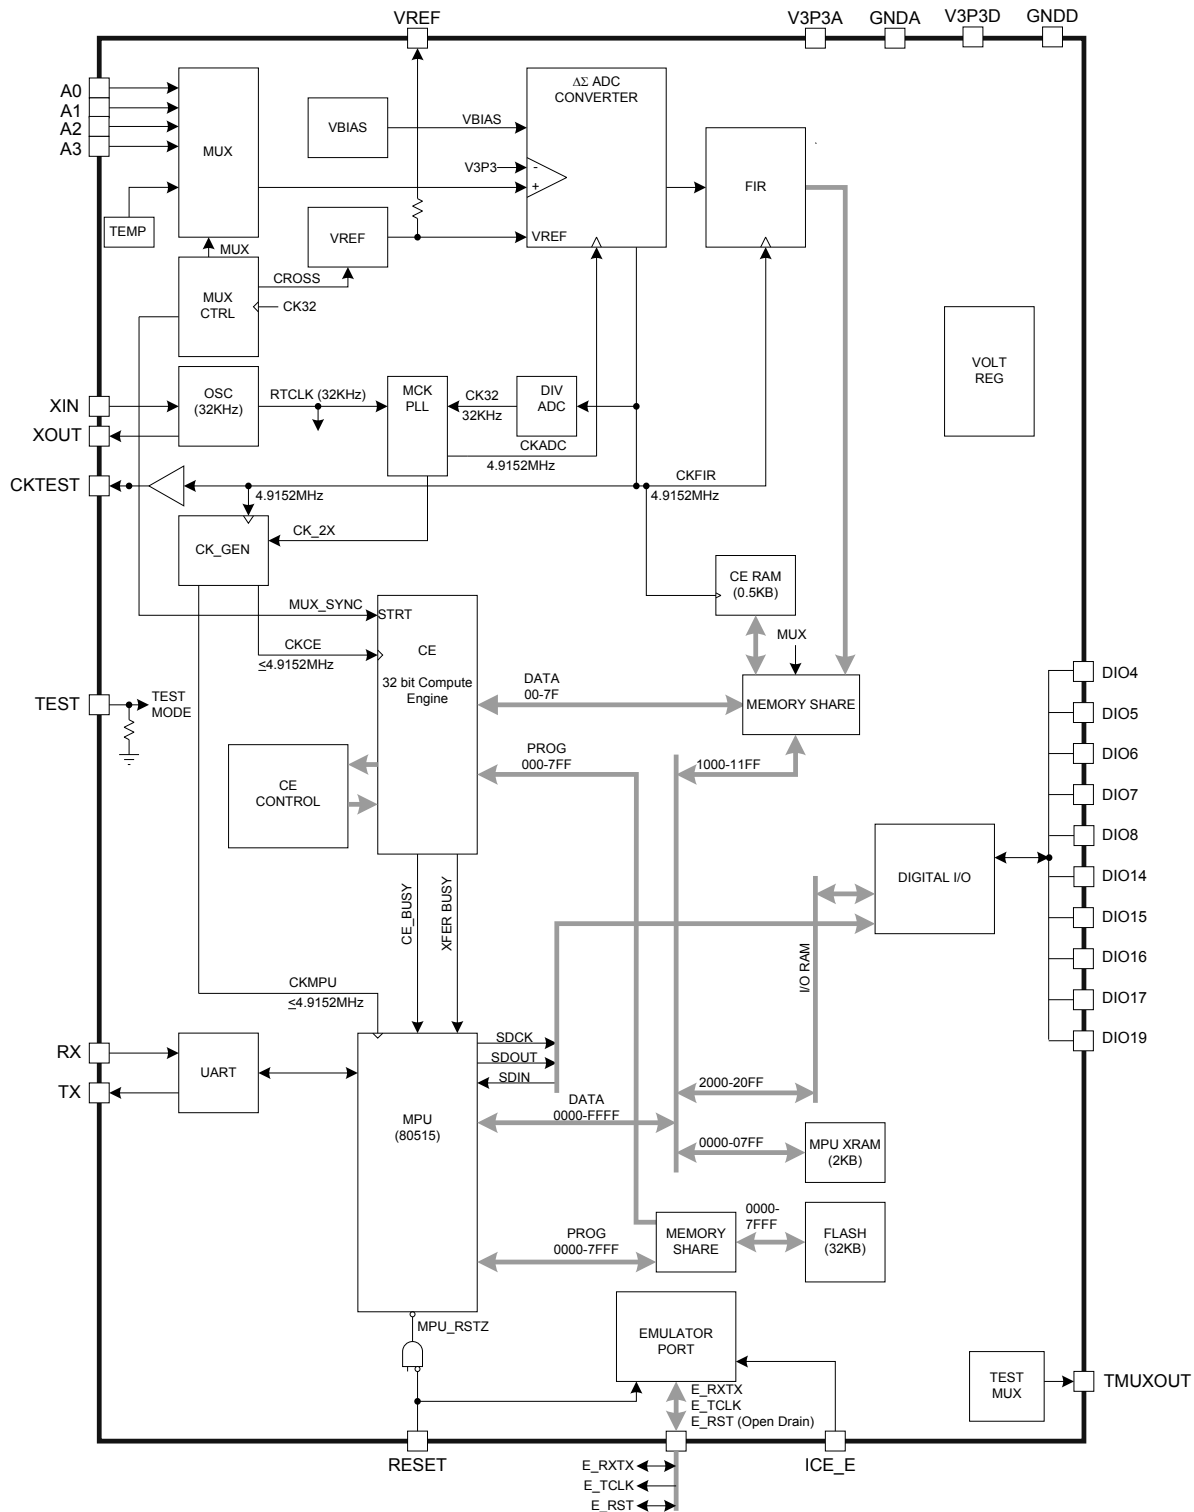 VREF
V3P3A
GNDA
V3P3D
GNDD
A0
A1
A2
A3
MUX
TEMP
VBIAS
VBIAS
ΔΣ ADC
CONVERTER
V3P3
-
+
VREF
VREF
FIR
MUX
MUX
CTRL
CROSS
CK32
VOLT
REG
XIN
XOUT
OSC
(32KHz)
RTCLK (32KHz)
MCK
PLL
CK32
32KHz
DIV
ADC
CKADC
4.9152MHz
CKTEST
4.9152MHz
CKFIR
4.9152MHz
CK_GEN
CK_2X
CE RAM
(0.5KB)
MUX_SYNC
STRT
CKCE
≤4.9152MHz
CE
32 bit Compute
Engine
MUX
MEMORY SHARE
DATA
00-7F
TEST
TEST
MODE
PROG
000-7FF
1000-11FF
CE
CONTROL
DIO4
DIO5
DIO6
DIO7
DIO8
DIO14
DIO15
DIO16
DIO17
DIO19
DIGITAL I/O
CE_BUSY
XFER BUSY
I/O RAM
CKMPU
≤4.9152MHz
RX
TX
UART
MPU
(80515)
SDCK
SDOUT
SDIN
DATA
0000-FFFF
2000-20FF
0000-07FF
MPU XRAM
(2KB)
PROG
0000-7FFF
MEMORY
SHARE
0000-
7FFF
FLASH
(32KB)
MPU_RSTZ
EMULATOR
PORT
E_RXTX
E_TCLK
E_RST (Open Drain)
TEST
MUX
TMUXOUT
RESET
ICE_E
E_RXTX
E_TCLK
E_RST